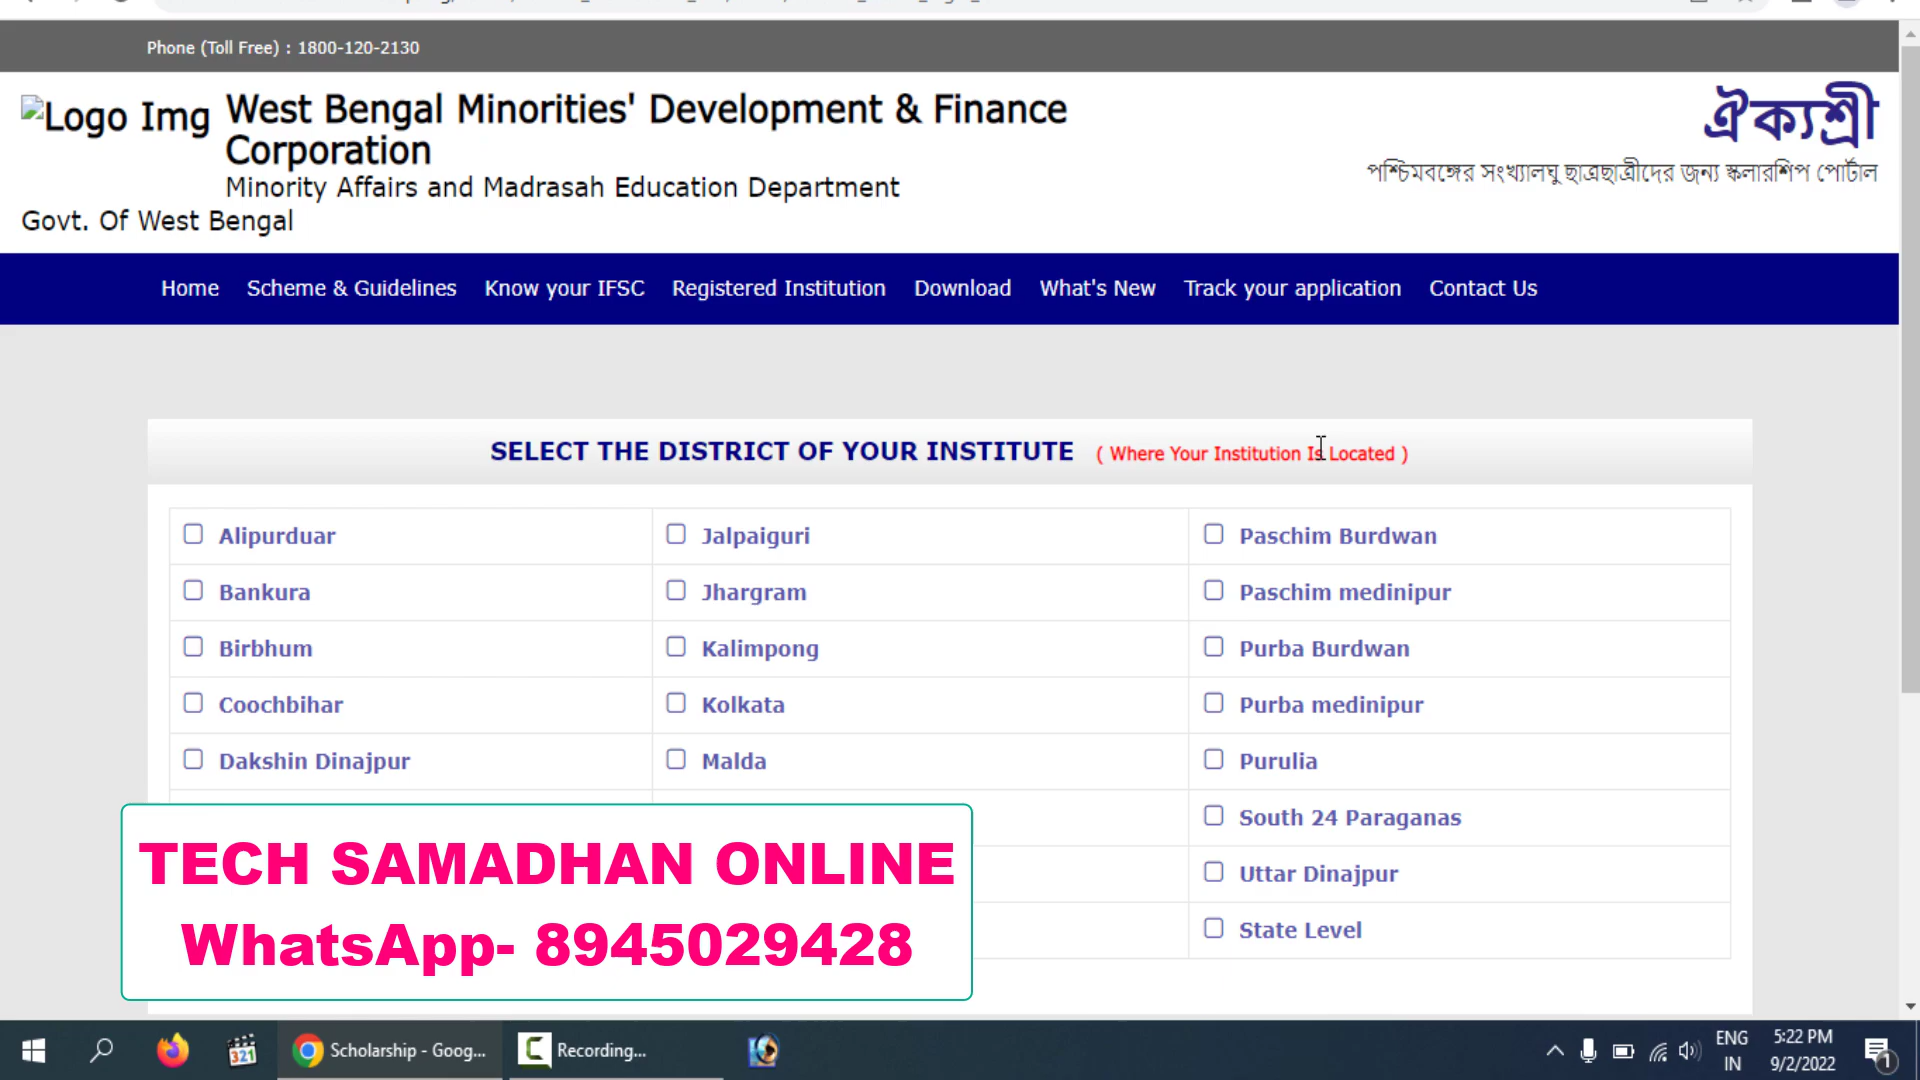 Phone (Toll Free) : 1800-120-2130
Logo Img
West Bengal Minorities' Development & Finance
Corporation
Minority Affairs and Madrasah Education Department
Govt. Of West Bengal
ঐক্যশ্রী
পশ্চিমবঙ্গের সংখ্যালঘু ছাত্রছাত্রীদের জন্য স্কলারশিপ পোর্টাল
Home Scheme & Guidelines Know your IFSC Registered Institution Download What's New Track your application Contact Us
SELECT THE DISTRICT OF YOUR INSTITUTE ( Where Your Institution Is Located )
Alipurduar Jalpaiguri Paschim Burdwan
Bankura Jhargram Paschim medinipur
Birbhum Kalimpong Purba Burdwan
Coochbihar Kolkata Purba medinipur
Dakshin Dinajpur Malda Purulia
South 24 Paraganas
Uttar Dinajpur
State Level
TECH SAMADHAN ONLINE
WhatsApp- 8945029428
321
Scholarship - Goog...
Recording...
ENG
IN
5:22 PM
9/2/2022
1